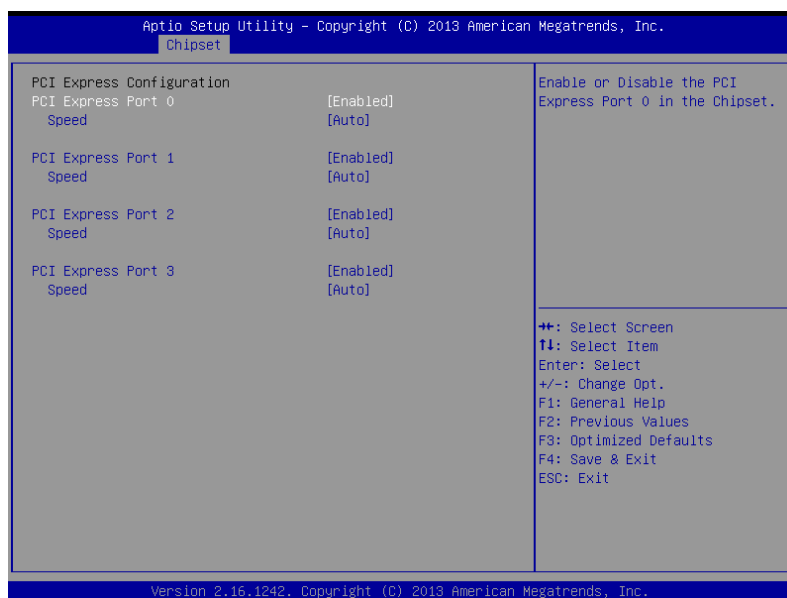 Aptio Setup Utility – Copyright (C) 2013 American Megatrends, Inc.
Chipset
PCI Express Configuration
PCI Express Port 0 [Enabled]
Speed [Auto]
PCI Express Port 1 [Enabled]
Speed [Auto]
PCI Express Port 2 [Enabled]
Speed [Auto]
PCI Express Port 3 [Enabled]
Speed [Auto]
Enable or Disable the PCI
Express Port 0 in the Chipset.
→←: Select Screen
↑↓: Select Item
Enter: Select
+/-: Change Opt.
F1: General Help
F2: Previous Values
F3: Optimized Defaults
F4: Save & Exit
ESC: Exit
Version 2.16.1242. Copyright (C) 2013 American Megatrends, Inc.